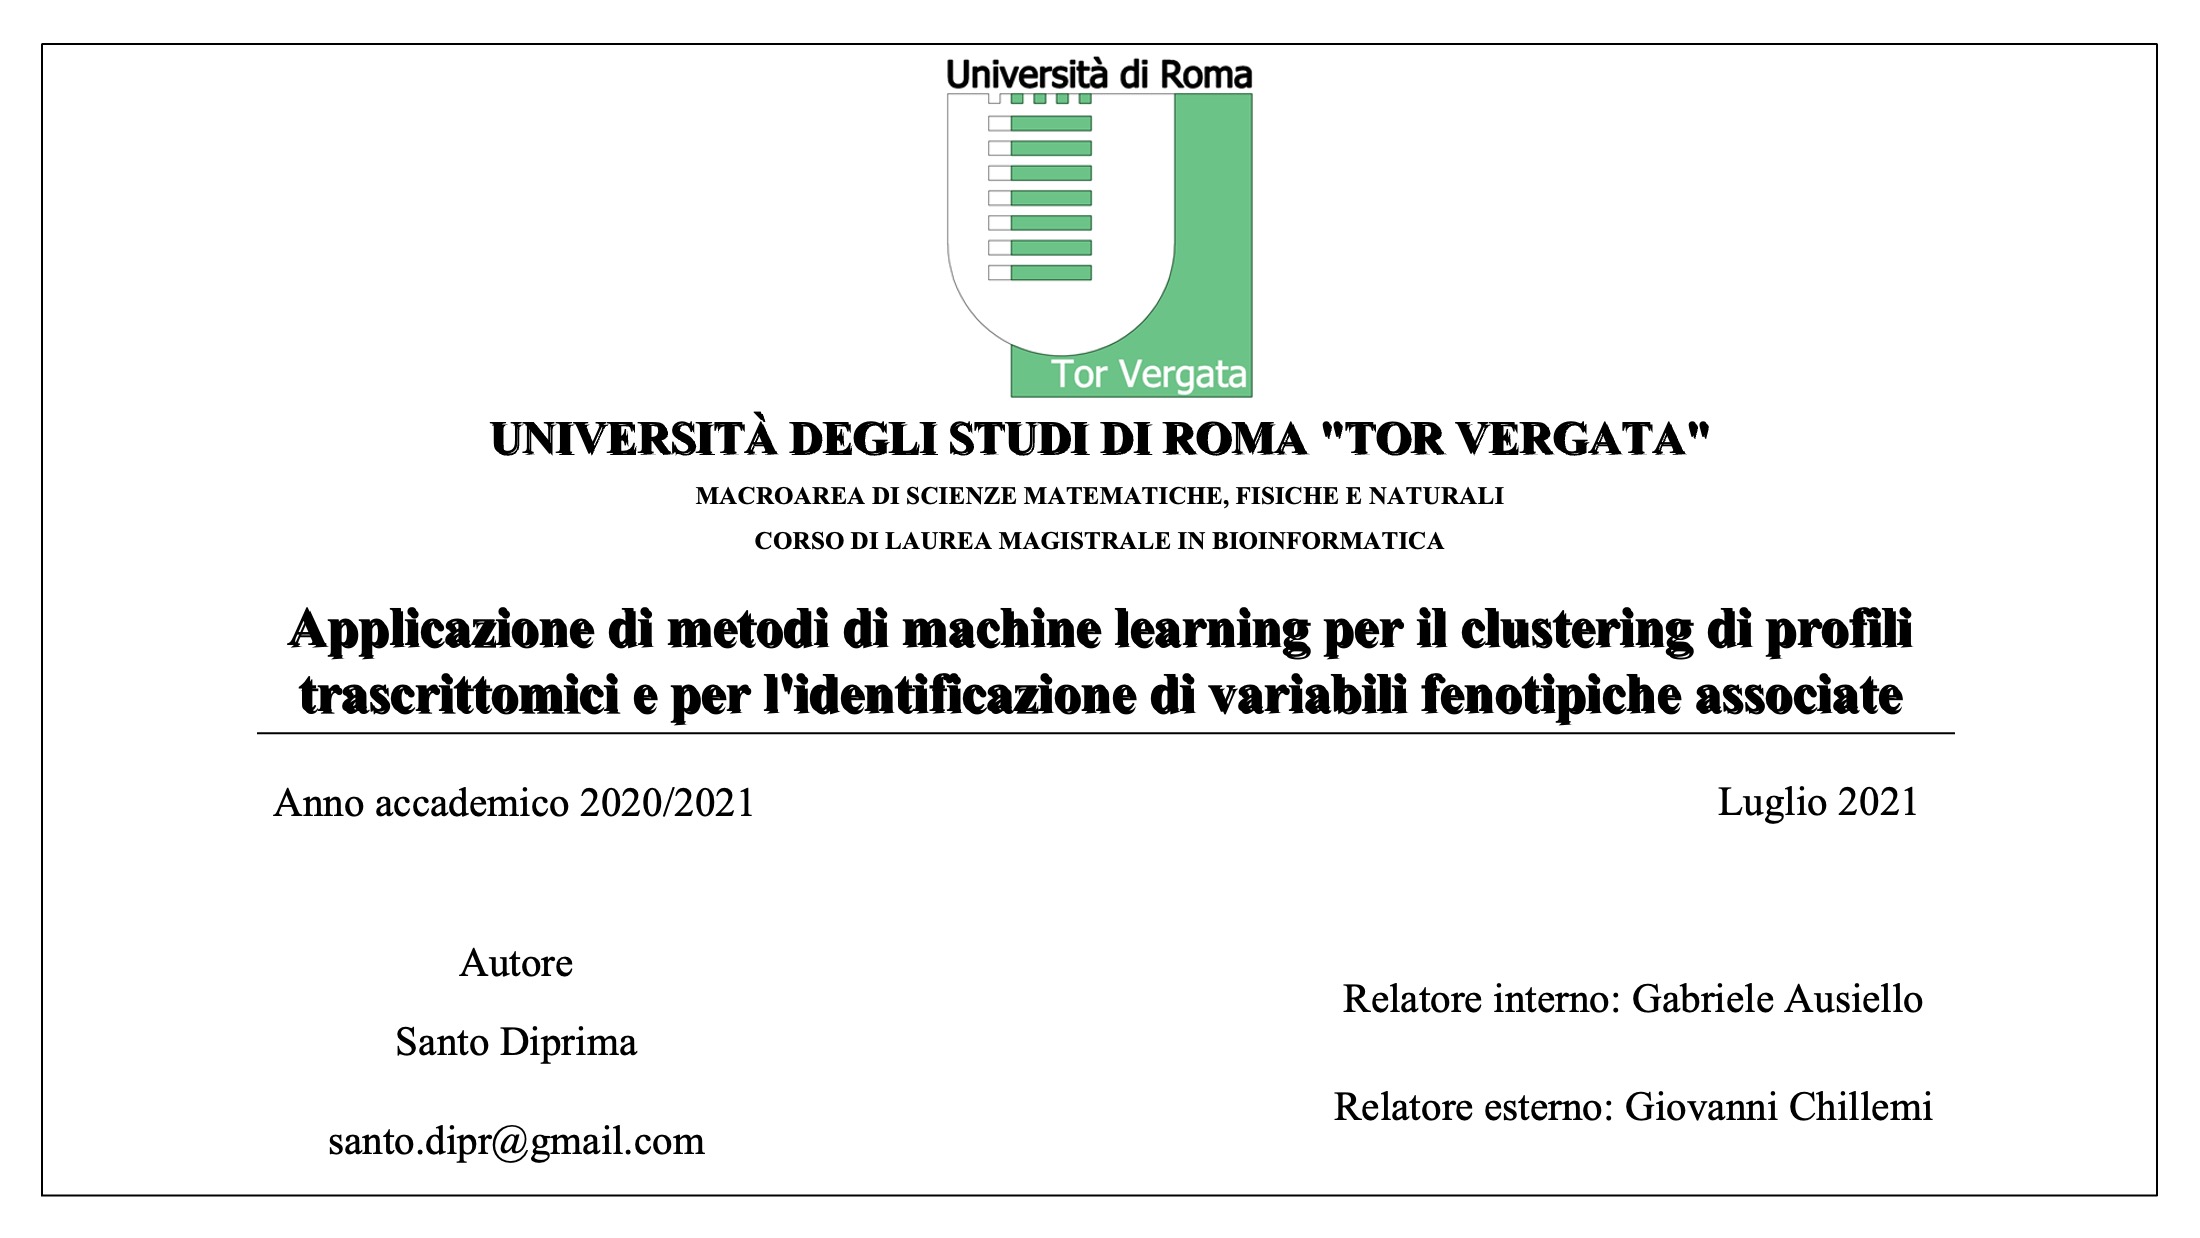 Università di Roma
Tor Vergata
UNIVERSITÀ DEGLI STUDI DI ROMA "TOR VERGATA"
MACROAREA DI SCIENZE MATEMATICHE, FISICHE E NATURALI
CORSO DI LAUREA MAGISTRALE IN BIOINFORMATICA
Applicazione di metodi di machine learning per il clustering di profili
trascrittomici e per l'identificazione di variabili fenotipiche associate
Anno accademico 2020/2021
Luglio 2021
Autore
Santo Diprima
santo.dipr@gmail.com
Relatore interno: Gabriele Ausiello
Relatore esterno: Giovanni Chillemi